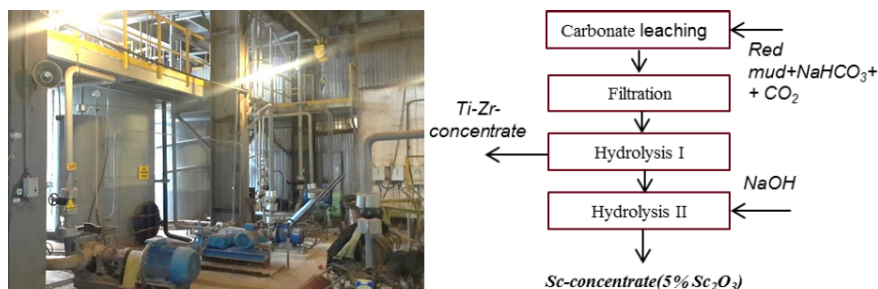 Carbonate leaching
Red
mud+NaHCO₃+
+ CO₂
Filtration
Ti-Zr-
concentrate
Hydrolysis I
NaOH
Hydrolysis II
Sc-concentrate(5% Sc₂O₃)